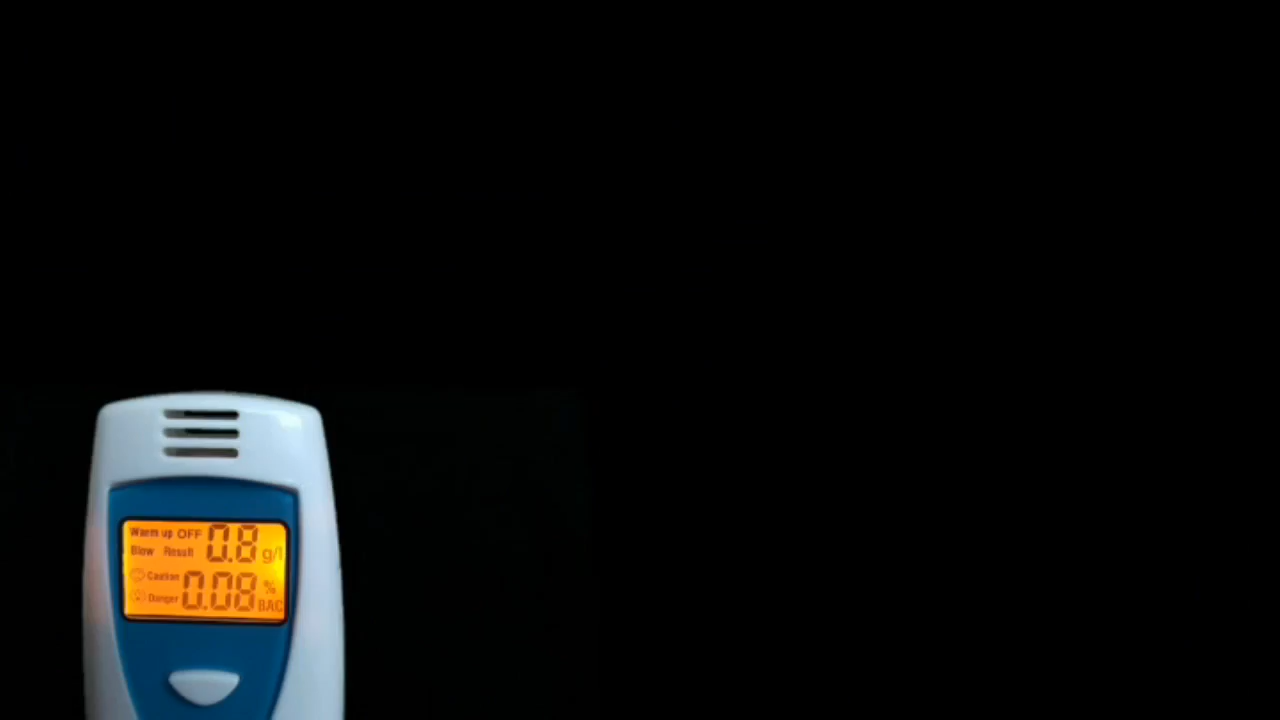 Warm up OFF 0.8 g/l
Blow Result
Caution 0.08 %
Danger BAC